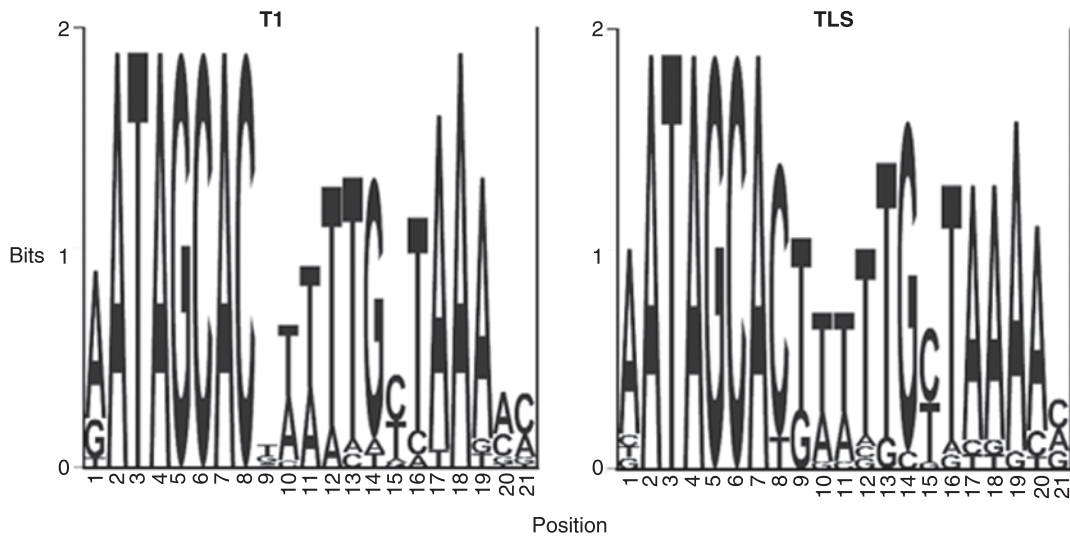 T1 TLS
2 2
Bits 1 1
0 0
1 2 3 4 5 6 7 8 9 10 11 12 13 14 15 16 17 18 19 20 21 1 2 3 4 5 6 7 8 9 10 11 12 13 14 15 16 17 18 19 20 21
Position
A A T A G C A C T T T T G C T A A A A C
G A A A A A T C T G C A
A A T A G C A C T T T T T G C T A A A A C
G A A G T A C A